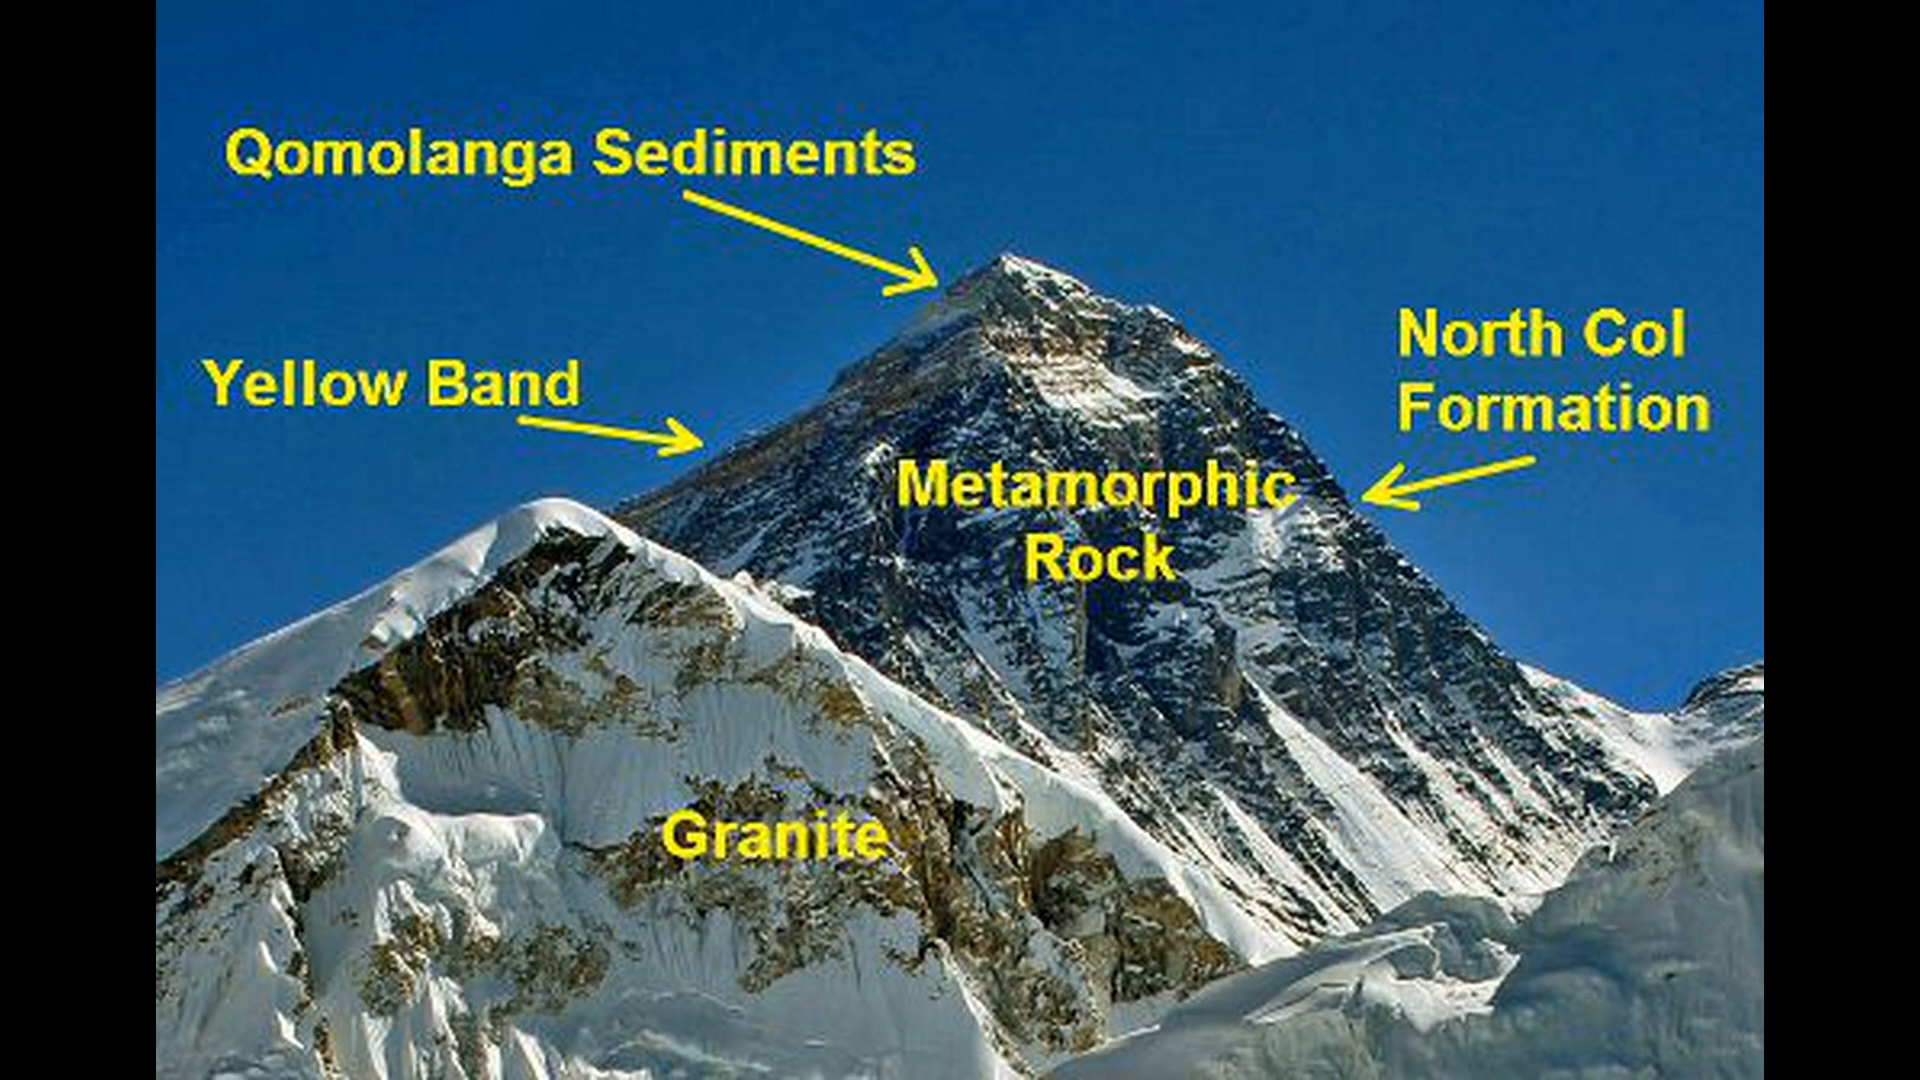 Qomolanga Sediments
Yellow Band
North Col
Formation
Metamorphic
Rock
Granite